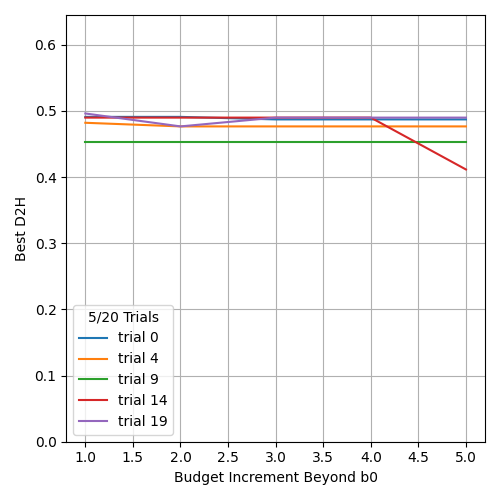 0.6
0.5
0.4
0.3
0.2
0.1
0.0
Best D2H
5/20 Trials
trial 0
trial 4
trial 9
trial 14
trial 19
1.0 1.5 2.0 2.5 3.0 3.5 4.0 4.5 5.0
Budget Increment Beyond b0